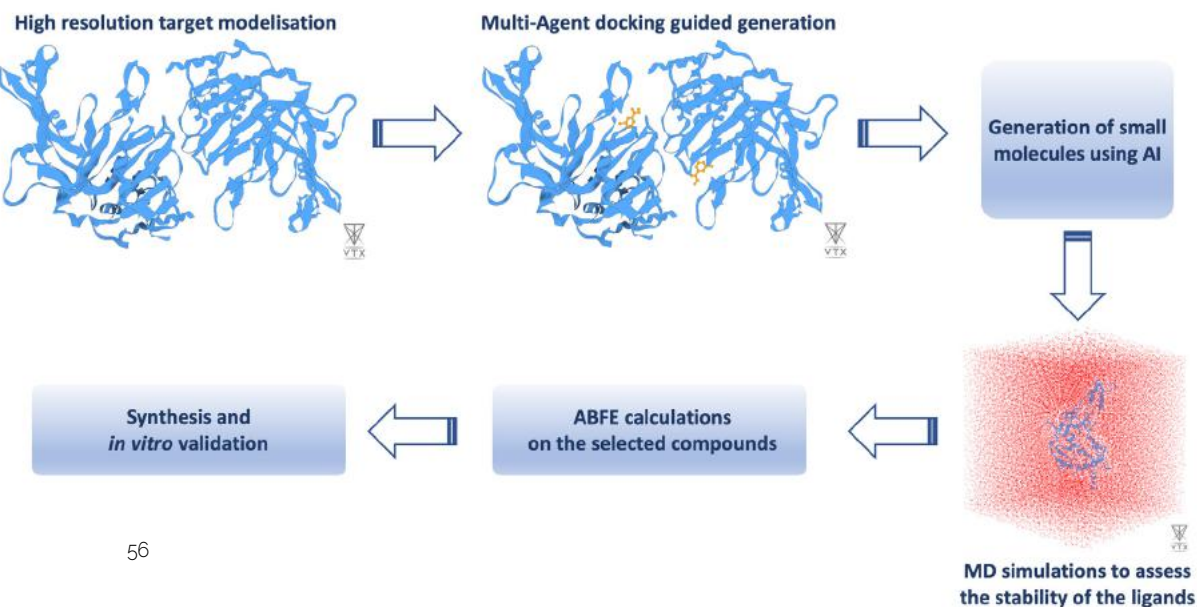 High resolution target modelisation
Multi-Agent docking guided generation
VTX
VTX
Generation of small
molecules using AI
Synthesis and
in vitro validation
ABFE calculations
on the selected compounds
VTX
MD simulations to assess
the stability of the ligands
56